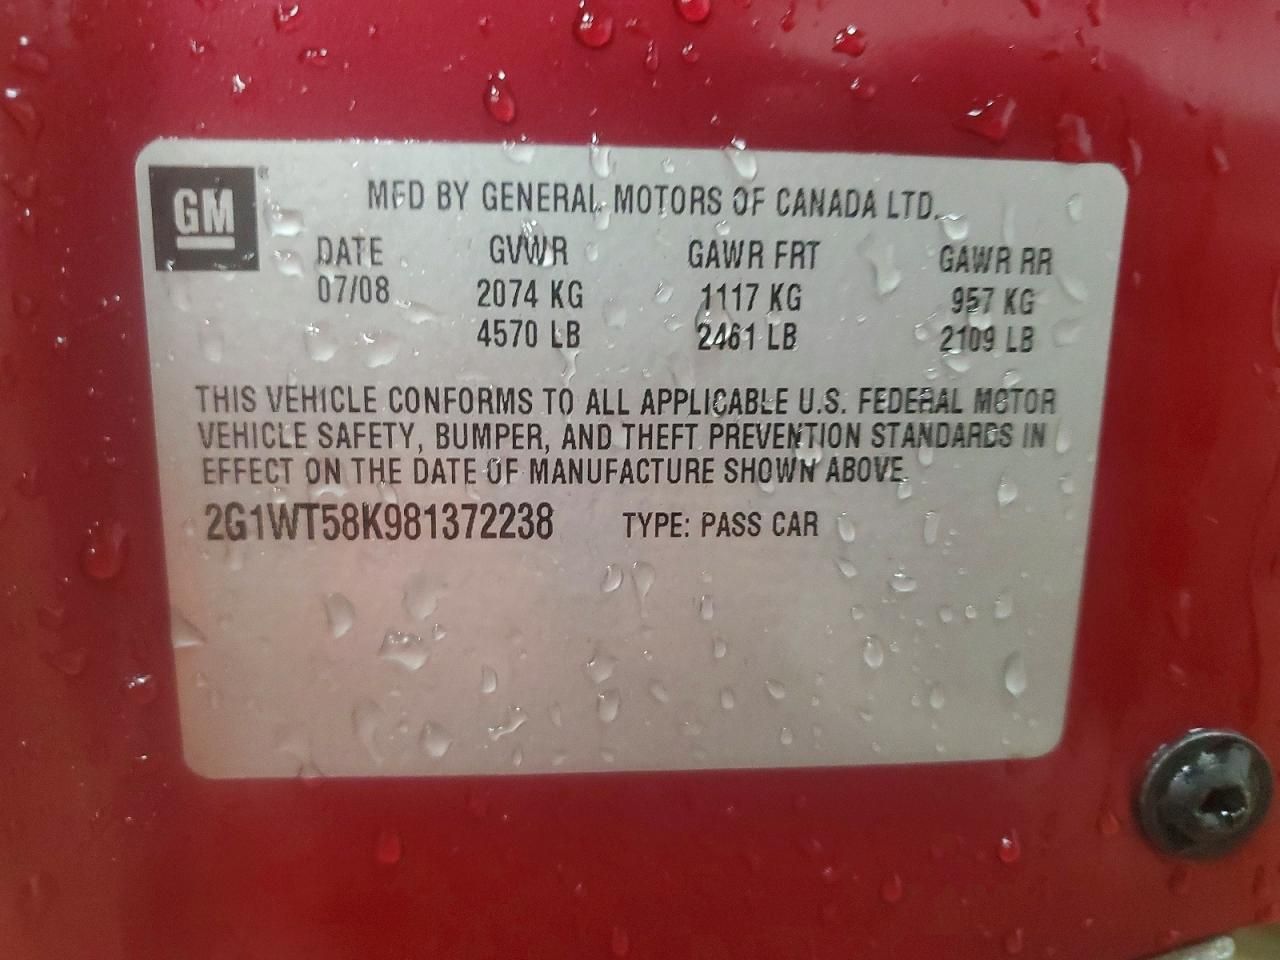 GM
MFD BY GENERAL MOTORS OF CANADA LTD.
DATE GVWR GAWR FRT GAWR RR
07/08 2074 KG 1117 KG 957 KG
4570 LB 2461 LB 2109 LB
THIS VEHICLE CONFORMS TO ALL APPLICABLE U.S. FEDERAL MOTOR
VEHICLE SAFETY, BUMPER, AND THEFT PREVENTION STANDARDS IN
EFFECT ON THE DATE OF MANUFACTURE SHOWN ABOVE.
2G1WT58K981372238 TYPE: PASS CAR